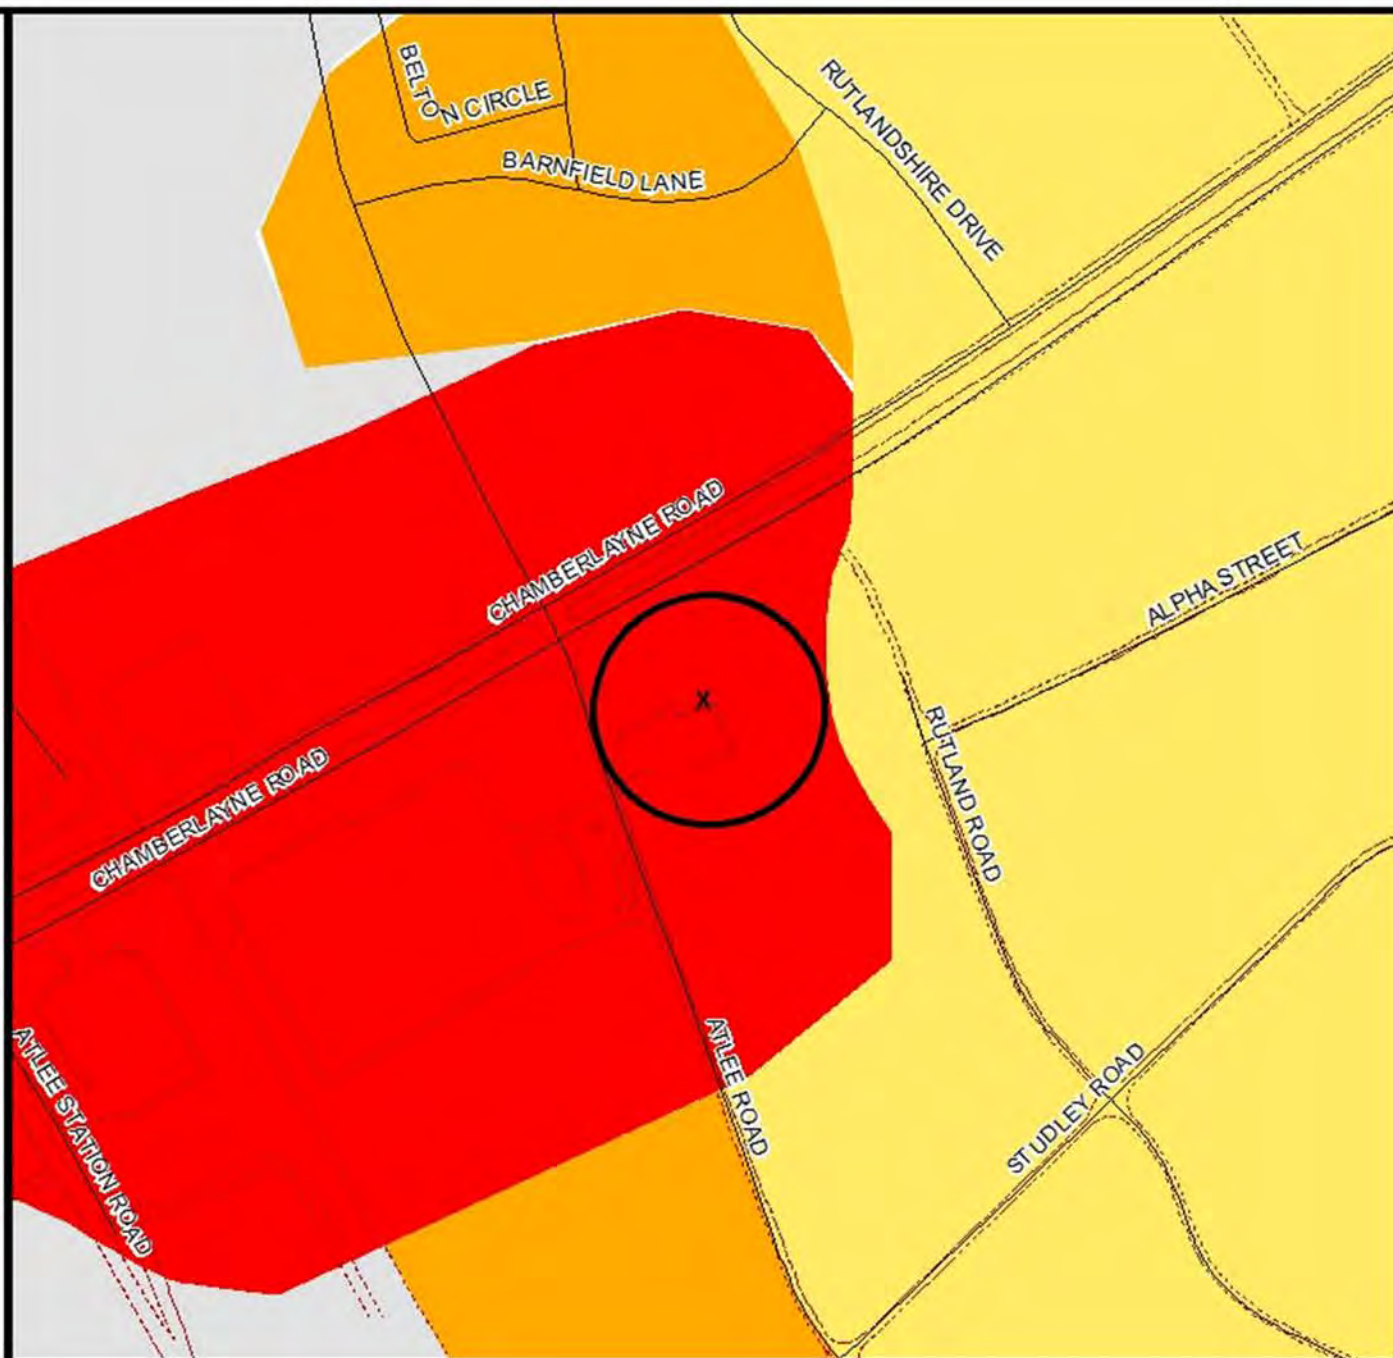 BELTON CIRCLE
BARNFIELD LANE
RUTLANDSHIRE DRIVE
CHAMBERLAYNE ROAD
ALPHA STREET
X
RUTLAND ROAD
CHAMBERLAYNE ROAD
ATLEE STATION ROAD
ATLEE ROAD
STUDLEY ROAD